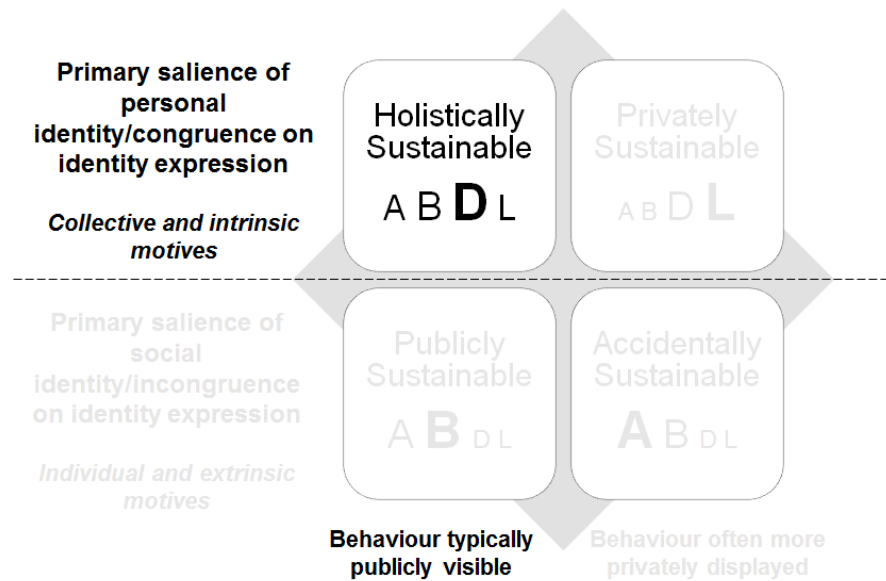 Primary salience of
personal
identity/congruence on
identity expression
Collective and intrinsic
motives
Holistically
Sustainable
A B D L
Privately
Sustainable
A B D L
Primary salience of
social
identity/incongruence
on identity expression
Individual and extrinsic
motives
Publicly
Sustainable
A B D L
Accidentally
Sustainable
A B D L
Behaviour typically
publicly visible
Behaviour often more
privately displayed